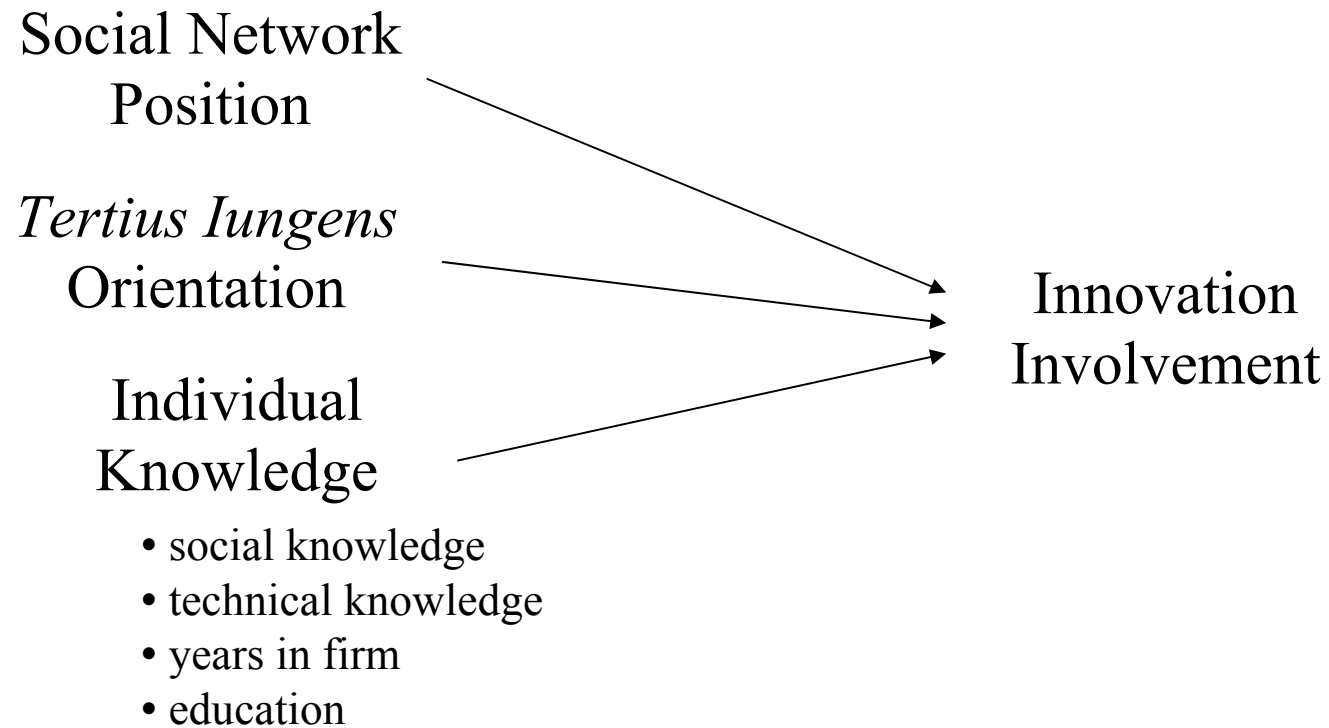 Social Network
Position
Tertius Iungens
Orientation
Individual
Knowledge
• social knowledge
• technical knowledge
• years in firm
• education
Innovation
Involvement